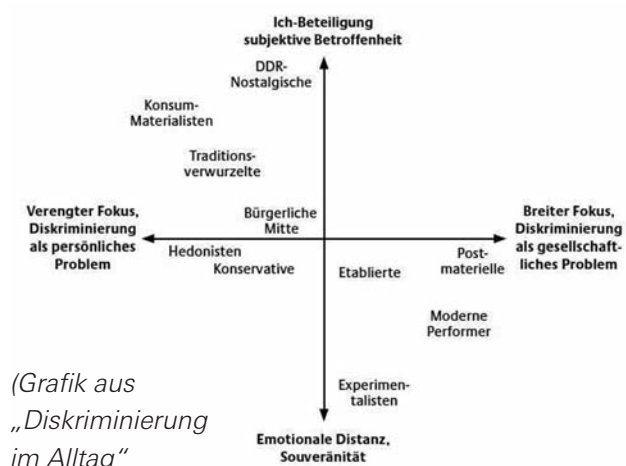 Ich-Beteiligung
subjektive Betroffenheit
DDR-
Nostalgische
Konsum-
Materialisten
Traditions-
verwurzelte
Verengter Fokus,
Diskriminierung
als persönliches
Problem
Bürgerliche
Mitte
Breiter Fokus,
Diskriminierung
als gesellschaft-
liches Problem
Hedonisten
Konservative
Etablierte
Post-
materielle
Moderne
Performer
Experimen-
talisten
Emotionale Distanz,
Souveränität
(Grafik aus
„Diskriminierung
im Alltag“